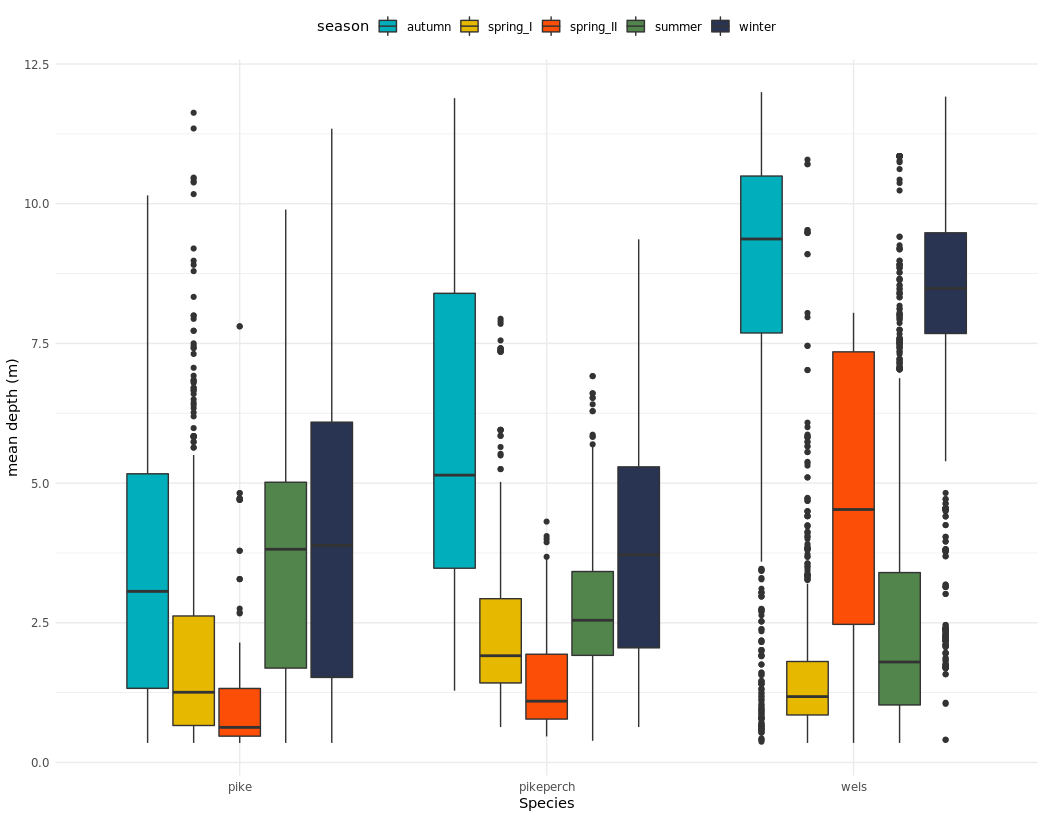 season autumn spring_I spring_II summer winter
12.5
10.0
7.5
5.0
2.5
0.0
mean depth (m)
pike pikeperch wels
Species